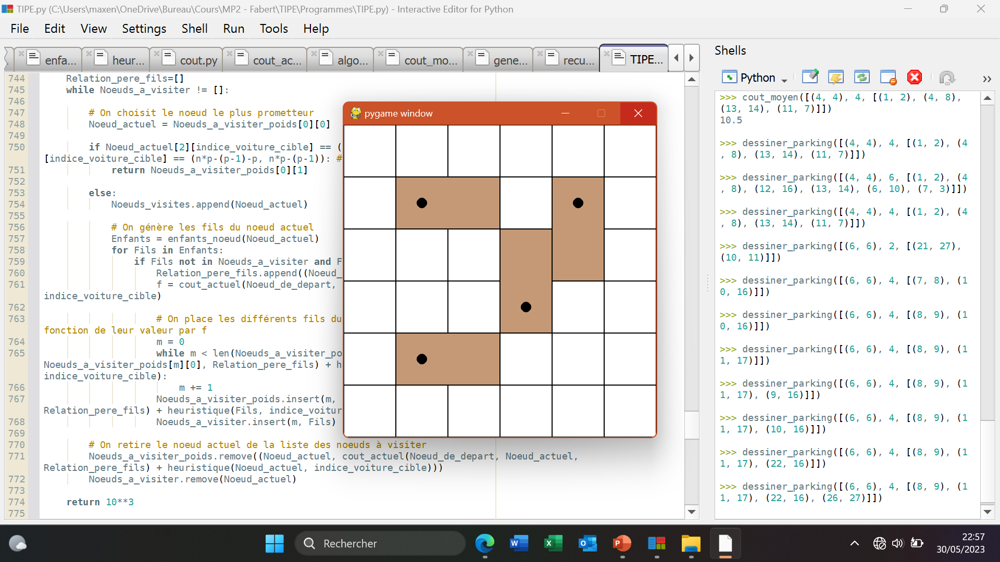 TIPE.py (C:\Users\maxen\OneDrive\Bureau\Cours\MP2 - Fabert\TIPE\Programmes\TIPE.py) - Interactive Editor for Python
File Edit View Settings Shell Run Tools Help
enfa... heur... cout.py cout_ac... algo... cout_mo... gene... recu... TIPE...
744 Relation_pere_fils=[]
745 while Noeuds_a_visiter != []:
746
747 # On choisit le noeud le plus prometteur
748 Noeud_actuel = Noeuds_a_visiter_poids[0][0]
749
750 if Noeud_actuel[2][indice_voiture_cible] == (
[indice_voiture_cible] == (n*p-(p-1)-p, n*p-(p-1)): #
751 return Noeuds_a_visiter_poids[0][1]
752
753 else:
754 Noeuds_visites.append(Noeud_actuel)
755
756 # On génère les fils du noeud actuel
757 Enfants = enfants_noeud(Noeud_actuel)
758 for Fils in Enfants:
759 if Fils not in Noeuds_a_visiter and F
760 Relation_pere_fils.append((Noeud_
761 f = cout_actuel(Noeud_de_depart,
indice_voiture_cible)
762
763 # On place les différents fils du
fonction de leur valeur par f
764 m = 0
765 while m < len(Noeuds_a_visiter_po
Noeuds_a_visiter_poids[m][0], Relation_pere_fils) + h
indice_voiture_cible):
766 m += 1
767 Noeuds_a_visiter_poids.insert(m,
Relation_pere_fils) + heuristique(Fils, indice_voitur
768 Noeuds_a_visiter.insert(m, Fils)
769
770 # On retire le noeud actuel de la liste des noeuds à visiter
771 Noeuds_a_visiter_poids.remove((Noeud_actuel, cout_actuel(Noeud_de_depart, Noeud_actuel,
Relation_pere_fils) + heuristique(Noeud_actuel, indice_voiture_cible)))
772 Noeuds_a_visiter.remove(Noeud_actuel)
773
774 return 10**3
775
pygame window
Shells
Python
>>> cout_moyen([(4, 4), 4, [(1, 2), (4, 8),
(13, 14), (11, 7)]])
10.5
>>> dessiner_parking([(4, 4), 4, [(1, 2), (4
, 8), (13, 14), (11, 7)]])
>>> dessiner_parking([(4, 4), 6, [(1, 2), (4
, 8), (12, 16), (13, 14), (6, 10), (7, 3)]])
>>> dessiner_parking([(4, 4), 4, [(1, 2), (4
, 8), (13, 14), (11, 7)]])
>>> dessiner_parking([(6, 6), 2, [(21, 27),
(10, 11)]])
>>> dessiner_parking([(6, 6), 4, [(7, 8), (1
0, 16)]])
>>> dessiner_parking([(6, 6), 4, [(8, 9), (1
0, 16)]])
>>> dessiner_parking([(6, 6), 4, [(8, 9), (1
1, 17)]])
>>> dessiner_parking([(6, 6), 4, [(8, 9), (1
1, 17), (9, 16)]])
>>> dessiner_parking([(6, 6), 4, [(8, 9), (1
1, 17), (10, 16)]])
>>> dessiner_parking([(6, 6), 4, [(8, 9), (1
1, 17), (22, 16)]])
>>> dessiner_parking([(6, 6), 4, [(8, 9), (1
1, 17), (22, 16), (26, 27)]])
Rechercher
22:57
30/05/2023